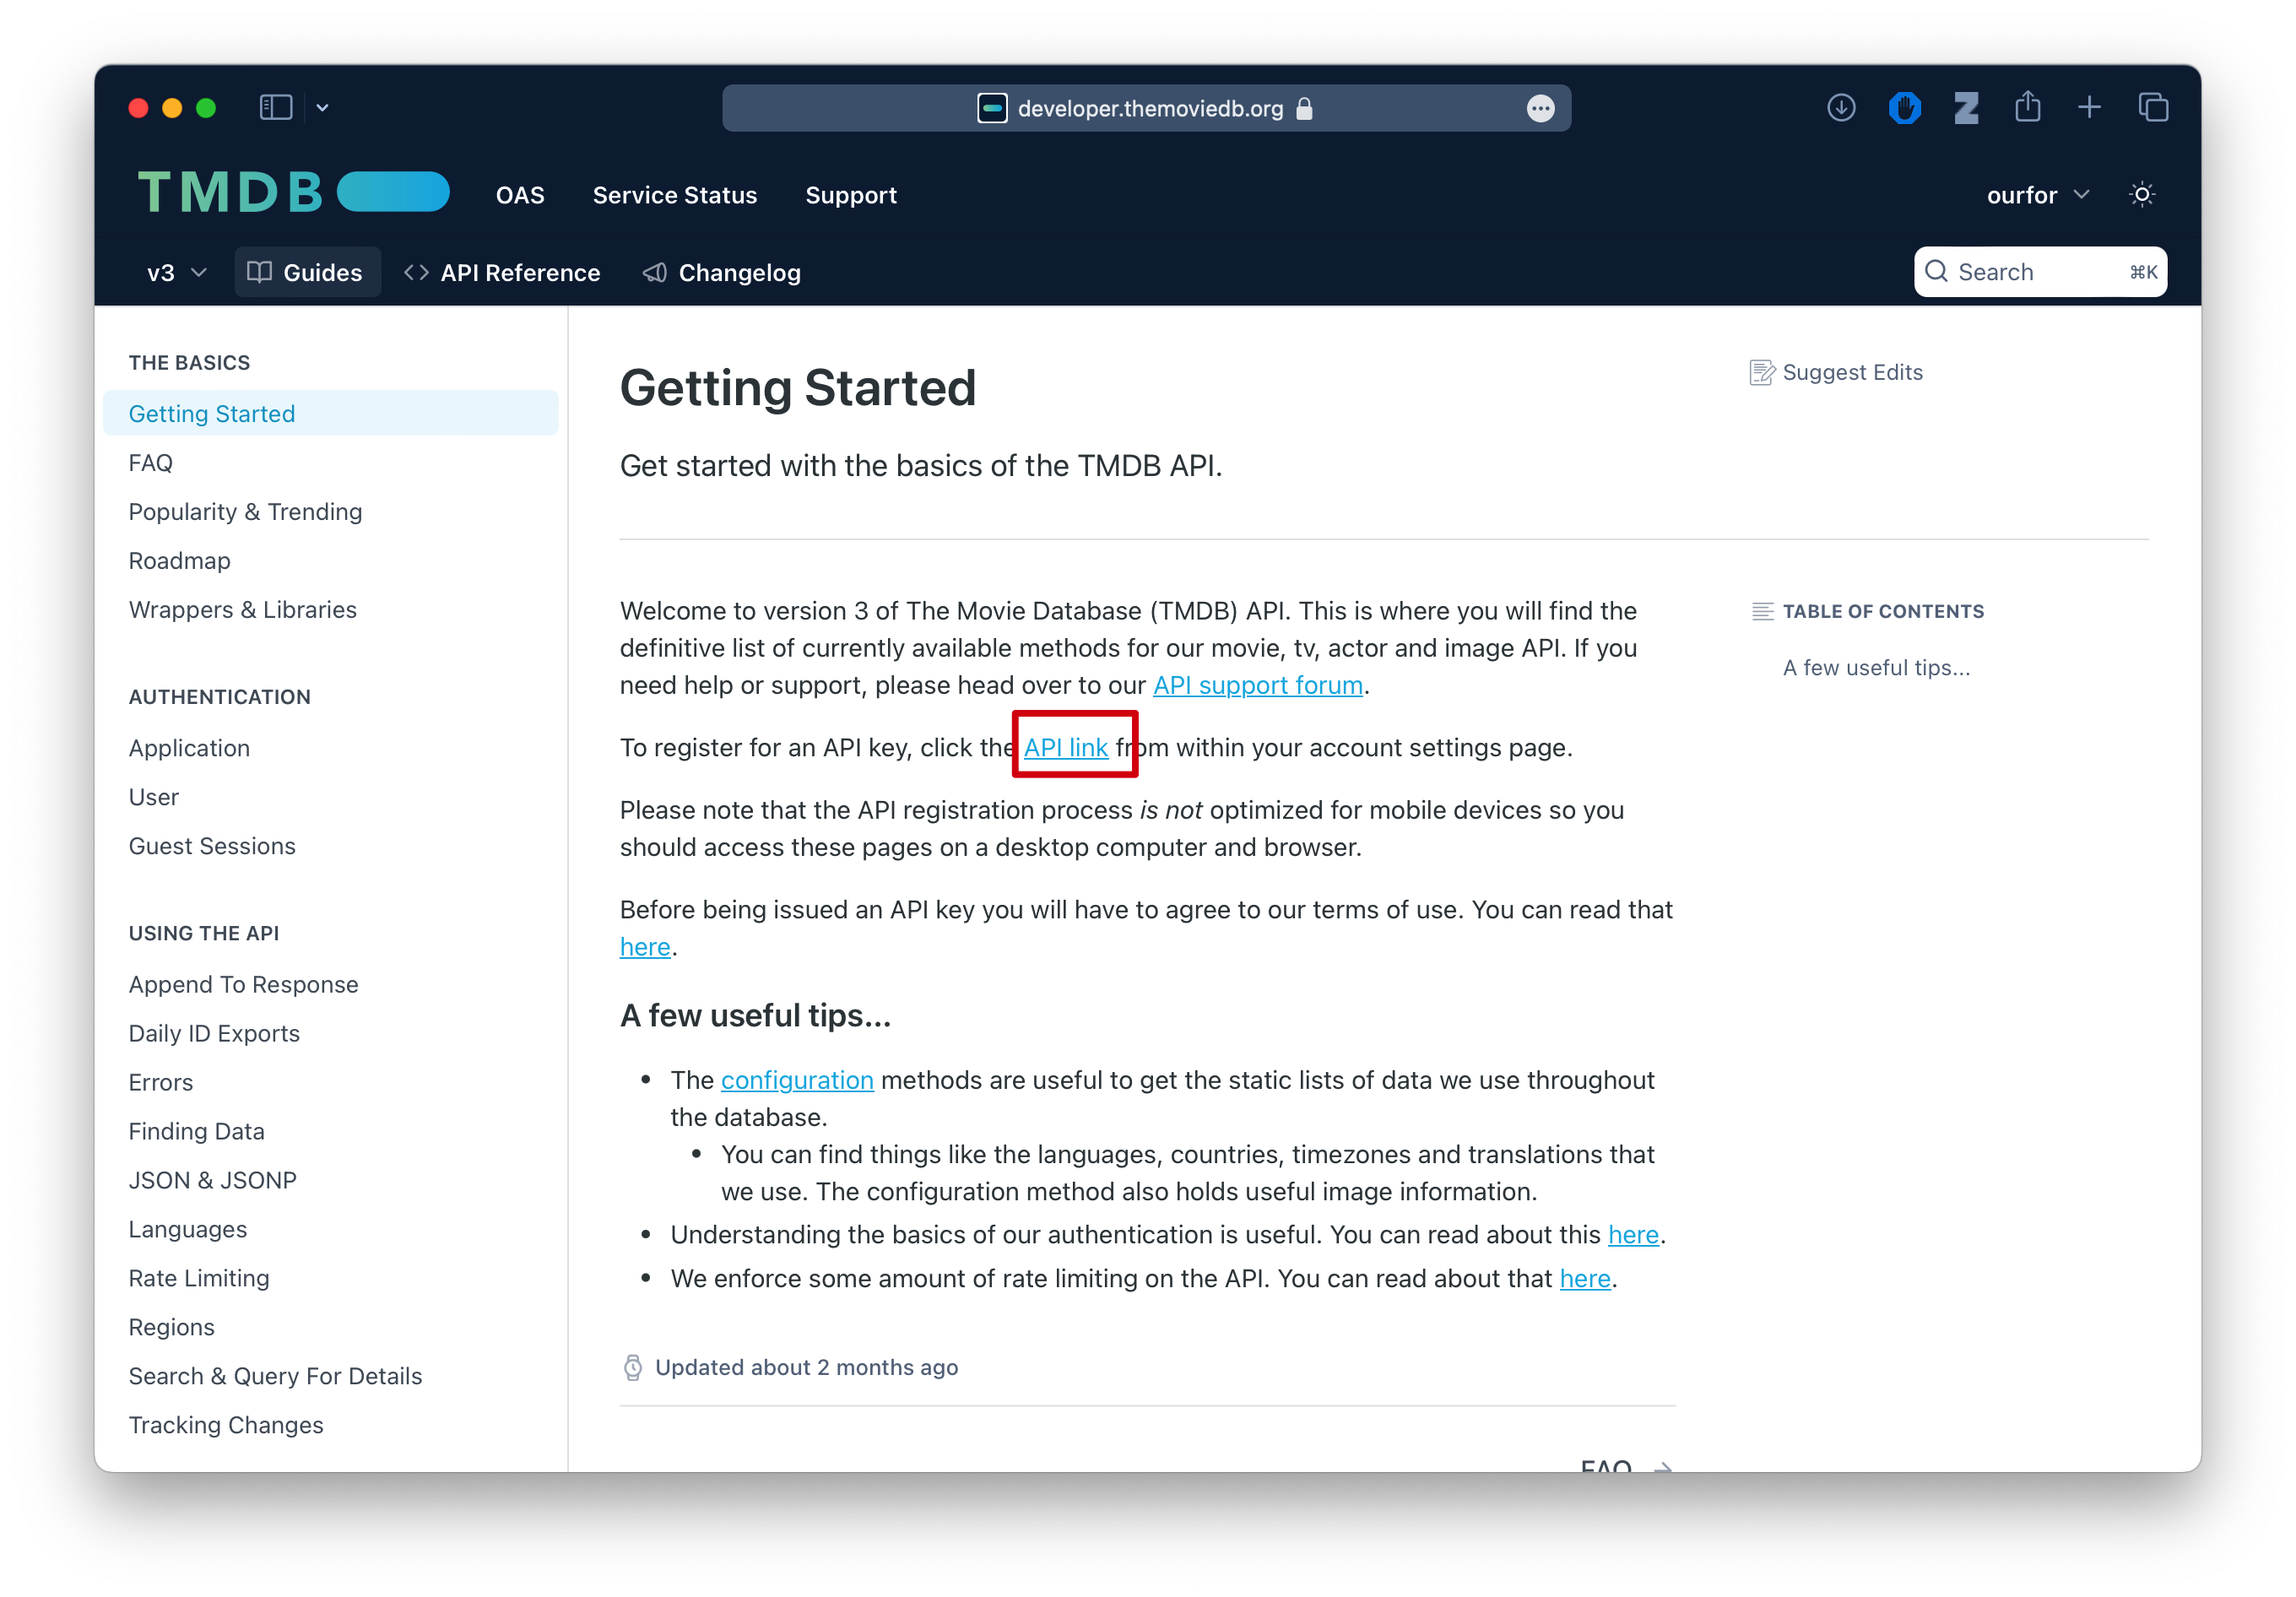 developer.themoviedb.org
TMDB
OAS
Service Status
Support
ourfor
v3
Guides
API Reference
Changelog
Search
⌘K
THE BASICS
Getting Started
FAQ
Popularity & Trending
Roadmap
Wrappers & Libraries
AUTHENTICATION
Application
User
Guest Sessions
USING THE API
Append To Response
Daily ID Exports
Errors
Finding Data
JSON & JSONP
Languages
Rate Limiting
Regions
Search & Query For Details
Tracking Changes
Getting Started
Get started with the basics of the TMDB API.
Suggest Edits
Welcome to version 3 of The Movie Database (TMDB) API. This is where you will find the
definitive list of currently available methods for our movie, tv, actor and image API. If you
need help or support, please head over to our API support forum.
To register for an API key, click the API link from within your account settings page.
Please note that the API registration process is not optimized for mobile devices so you
should access these pages on a desktop computer and browser.
Before being issued an API key you will have to agree to our terms of use. You can read that
here.
A few useful tips...
• The configuration methods are useful to get the static lists of data we use throughout
the database.
• You can find things like the languages, countries, timezones and translations that
we use. The configuration method also holds useful image information.
• Understanding the basics of our authentication is useful. You can read about this here.
• We enforce some amount of rate limiting on the API. You can read about that here.
Updated about 2 months ago
FAQ
TABLE OF CONTENTS
A few useful tips...